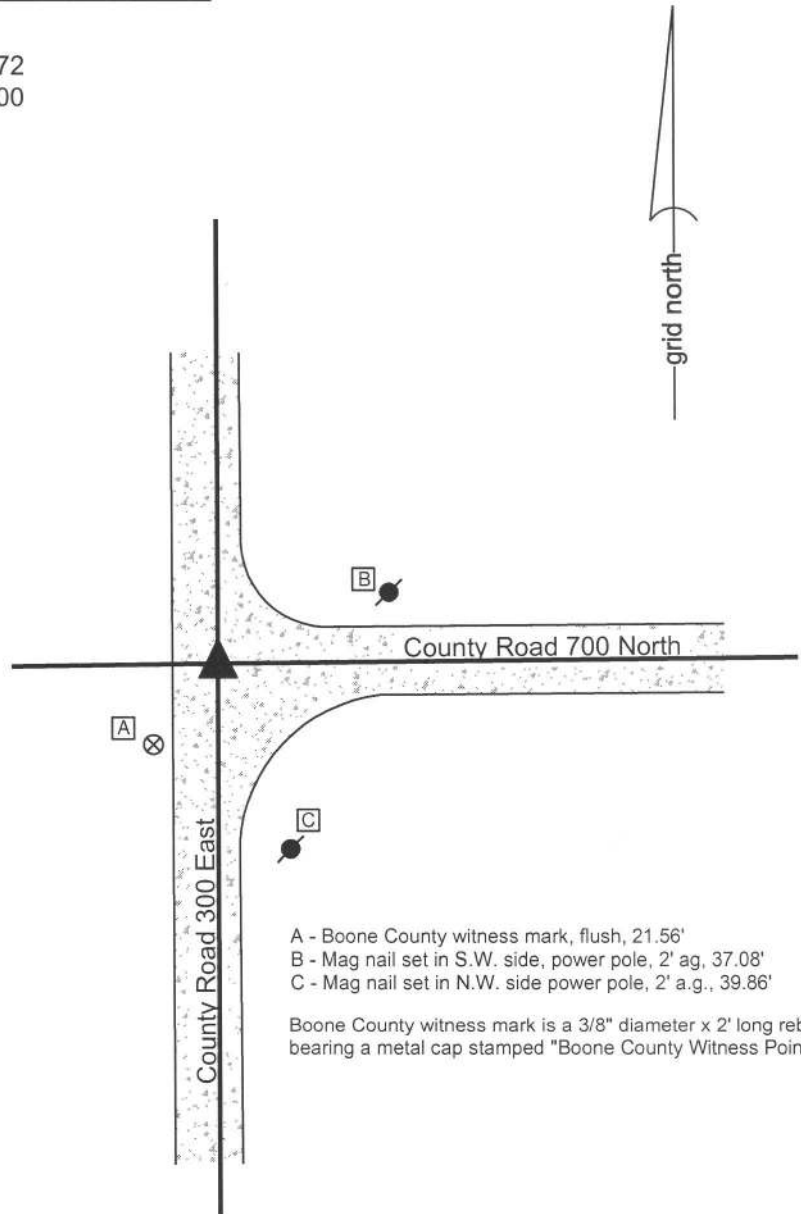 72
00
grid north
B
County Road 700 North
A
C
County Road 300 East
A - Boone County witness mark, flush, 21.56'
B - Mag nail set in S.W. side, power pole, 2' ag, 37.08'
C - Mag nail set in N.W. side power pole, 2' a.g., 39.86'
Boone County witness mark is a 3/8" diameter x 2' long
bearing a metal cap stamped "Boone County Witness